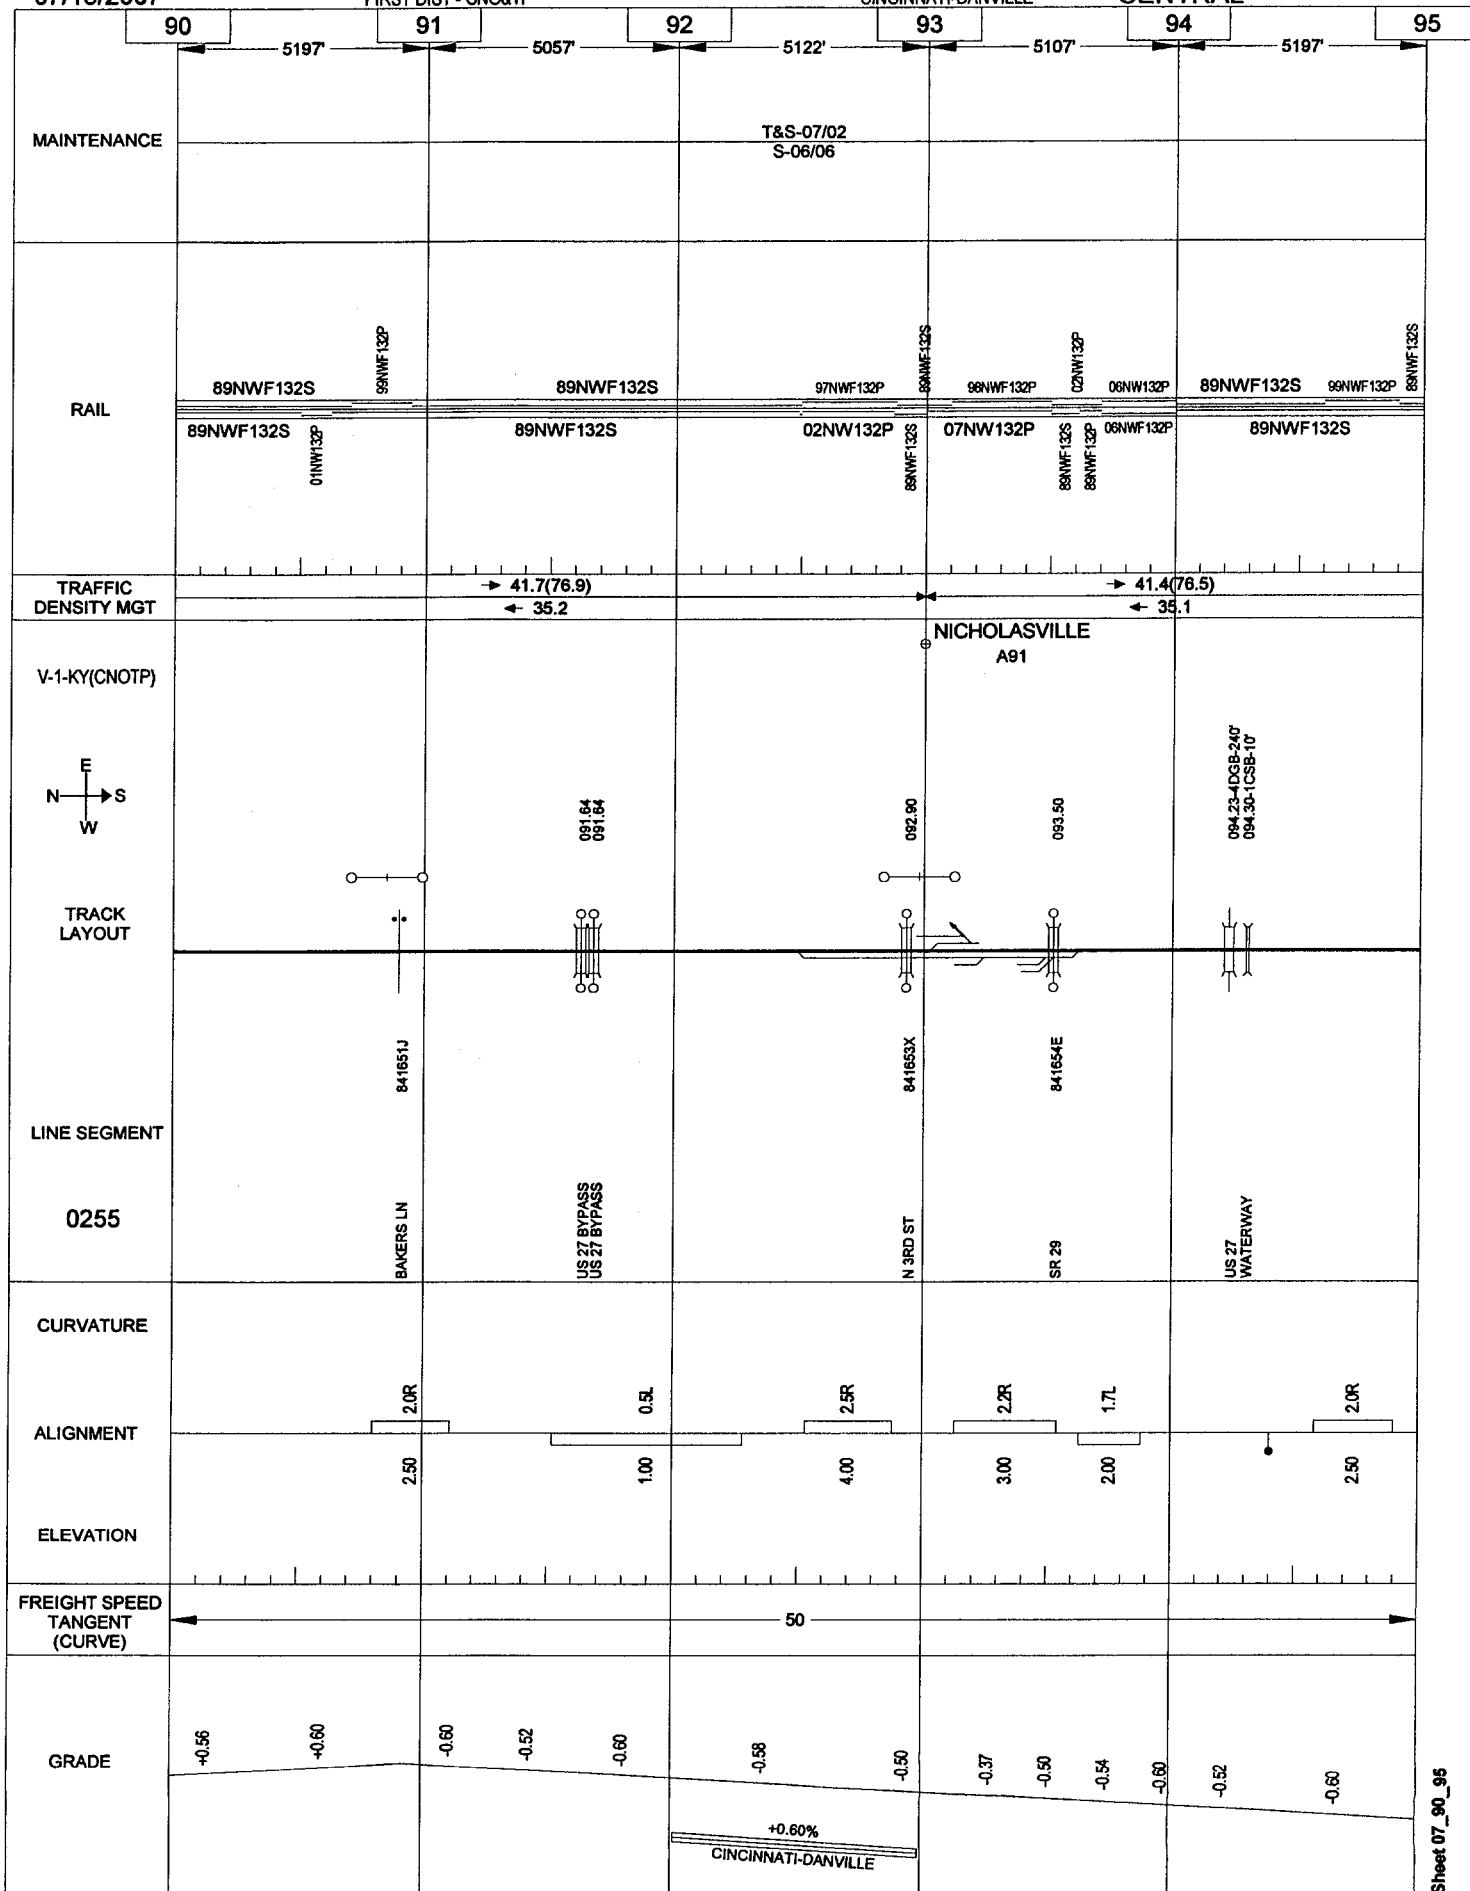 90 91 92 93 94 95
5197' 5057' 5122' 5107' 5197'
MAINTENANCE
T&S-07/02
S-06/06
RAIL
99NWF132P
89NWF132S
02NW132P
89NWF132S
89NWF132S 89NWF132S 97NWF132P 98NWF132P 06NW132P 89NWF132S 99NWF132P
89NWF132S 89NWF132S 02NW132P 07NW132P 06NWF132P 89NWF132S
01NW132P
89NWF132S
89NWF132S
89NWF132P
TRAFFIC
DENSITY MGT
41.7(76.9) 41.4(76.5)
35.2 35.1
NICHOLASVILLE
A91
V-1-KY(CNOTP)
E
N S
W
091.64
091.64
092.90
093.50
094.23-4DGB-240'
094.30-1CSB-10'
TRACK
LAYOUT
841651J
841653X
841654E
LINE SEGMENT
0255
BAKERS LN
US 27 BYPASS
US 27 BYPASS
N 3RD ST
SR 29
US 27
WATERWAY
CURVATURE
2.0R 0.5L 2.5R 2.2R 1.7L 2.0R
ALIGNMENT
2.50 1.00 4.00 3.00 2.00 2.50
ELEVATION
FREIGHT SPEED
TANGENT
(CURVE)
50
GRADE
+0.56 +0.60 -0.60 -0.52 -0.60 -0.58 -0.50 -0.37 -0.50 -0.54 -0.60 -0.52 -0.60
+0.60%
CINCINNATI-DANVILLE
Sheet 07_90_95